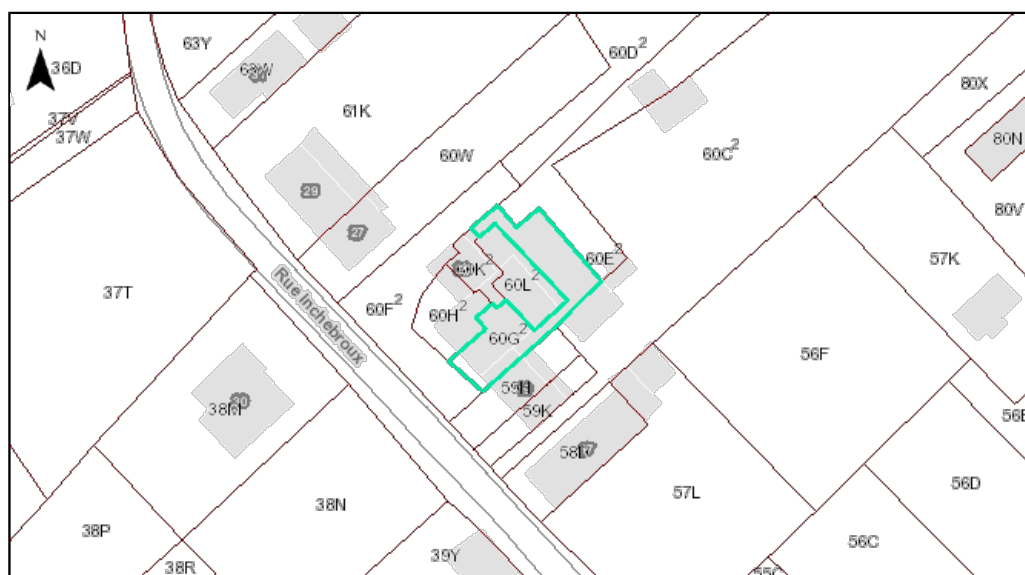 N
63Y
60D²
36D
63W
80X
61K
37V
80N
37W
60W
60C²
29
80V
27
60E²
57K
60K²
60L²
37T
Rue Inchebroux
60F²
60H²
60G²
56F
59H
30
38M
59K
56E
58L
57L
56D
38N
38P
56C
39Y
38R
55C